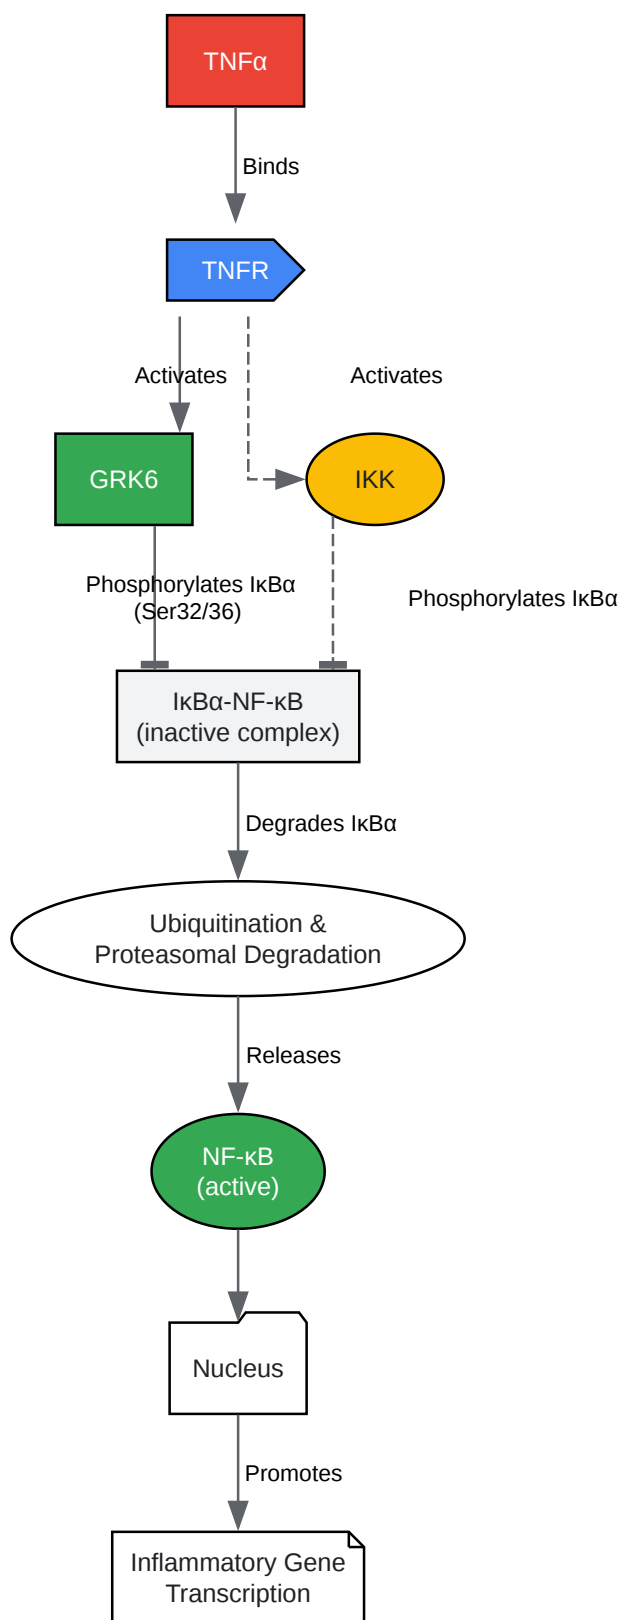 TNFα
Binds
TNFR
Activates
Activates
GRK6
IKK
Phosphorylates IκBα
(Ser32/36)
Phosphorylates IκBα
IκBα-NF-κB
(inactive complex)
Degrades IκBα
Ubiquitination &
Proteasomal Degradation
Releases
NF-κB
(active)
Nucleus
Promotes
Inflammatory Gene
Transcription